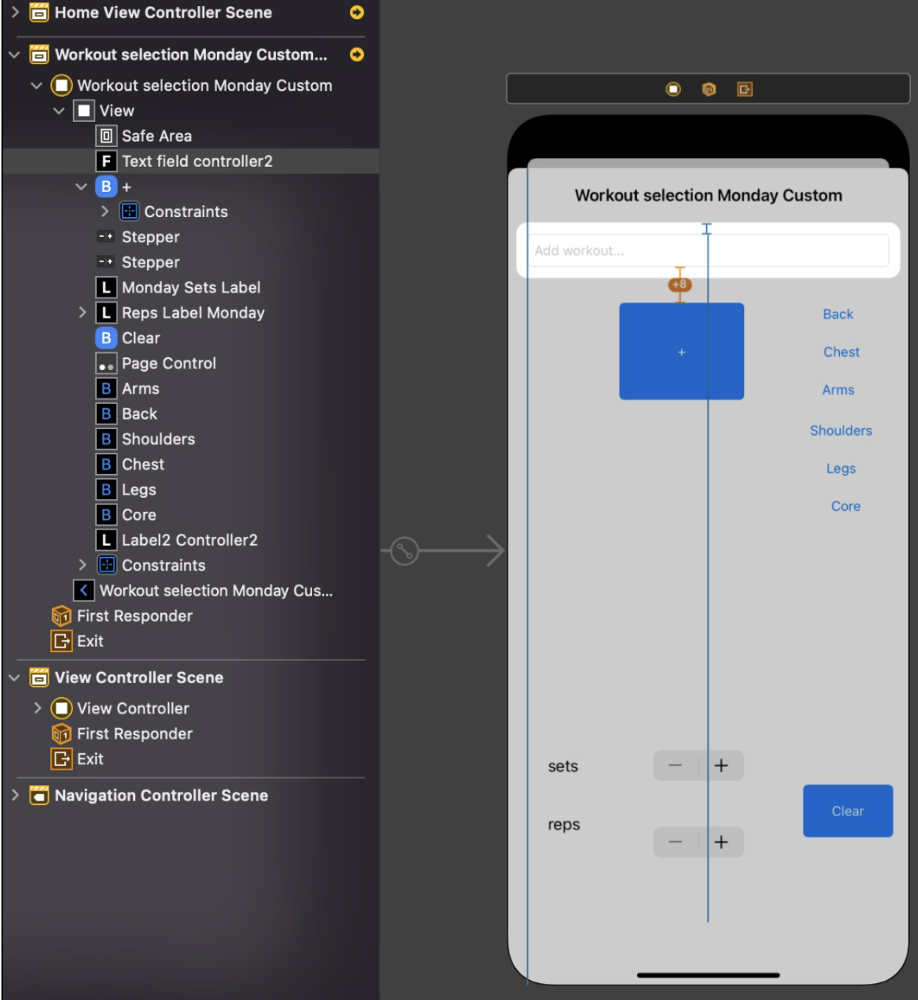 Home View Controller Scene
Workout selection Monday Custom...
Workout selection Monday Custom
View
Safe Area
F Text field controller2
B +
Constraints
Stepper
Stepper
L Monday Sets Label
L Reps Label Monday
B Clear
Page Control
B Arms
B Back
B Shoulders
B Chest
B Legs
B Core
L Label2 Controller2
Constraints
Workout selection Monday Cus...
First Responder
Exit
View Controller Scene
View Controller
First Responder
Exit
Navigation Controller Scene
Workout selection Monday Custom
Add workout...
+8
+
Back
Chest
Arms
Shoulders
Legs
Core
sets
− +
reps
− +
Clear